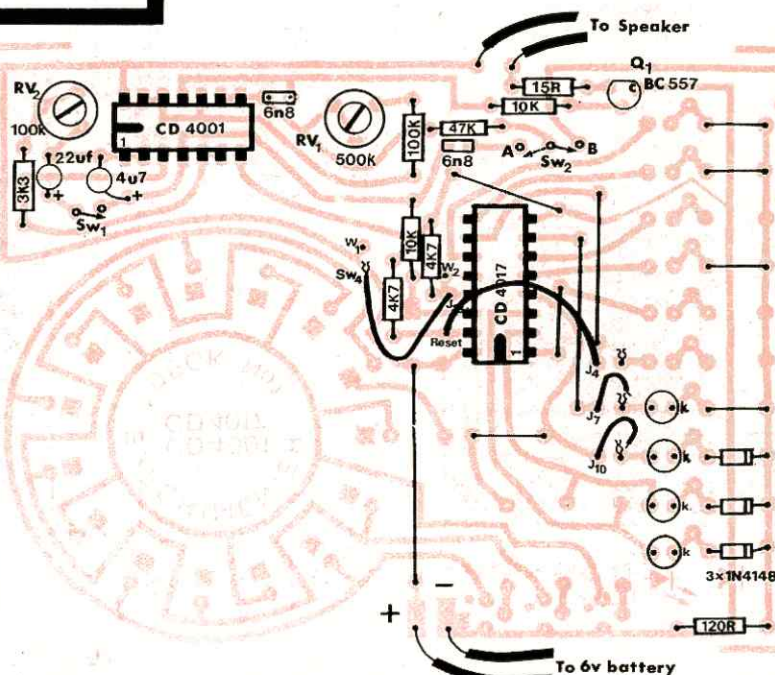 To Speaker
Q1
RV2
15R
BC 557
6n8
10K
100k
CD 4001
1
RV1
500k
100K
47K
6n8
A
Sw2
B
22uf
4u7
3K3
+
+
Sw1
W1
10K
4K7
W2
Sw4
4K7
CD 4017
Reset
1
J4
J7
k
J10
k
CD4017
CD4001
k
k
3×1N4148
+
−
120R
To 6v battery